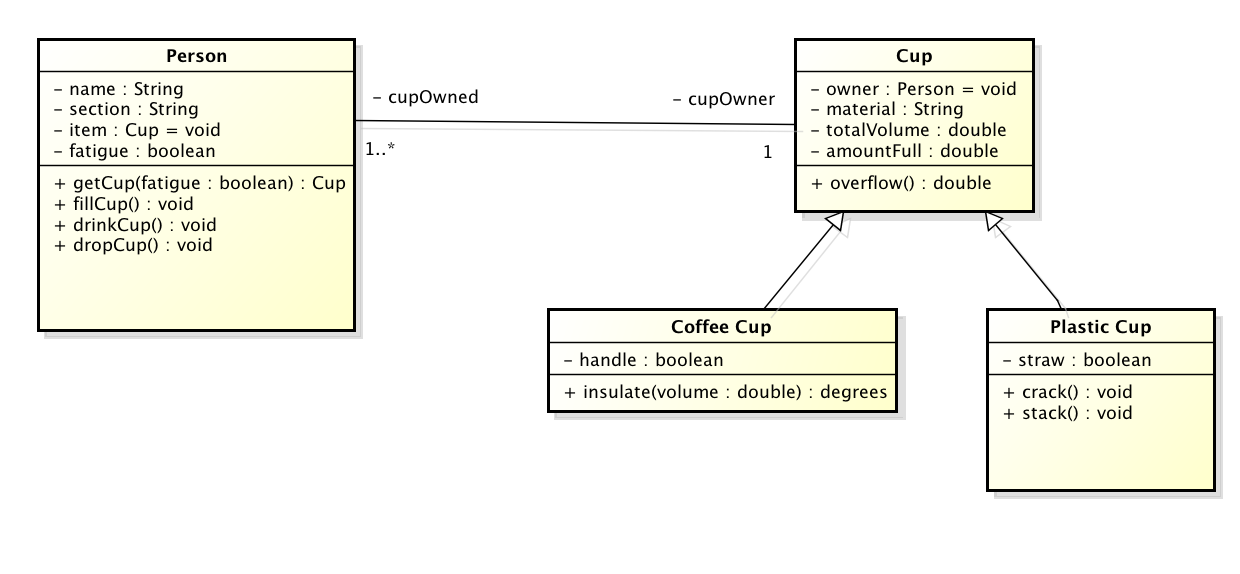 Person
– name : String
– section : String
– item : Cup = void
– fatigue : boolean
+ getCup(fatigue : boolean) : Cup
+ fillCup() : void
+ drinkCup() : void
+ dropCup() : void
– cupOwned
1..*
– cupOwner
1
Cup
– owner : Person = void
– material : String
– totalVolume : double
– amountFull : double
+ overflow() : double
Coffee Cup
– handle : boolean
+ insulate(volume : double) : degrees
Plastic Cup
– straw : boolean
+ crack() : void
+ stack() : void